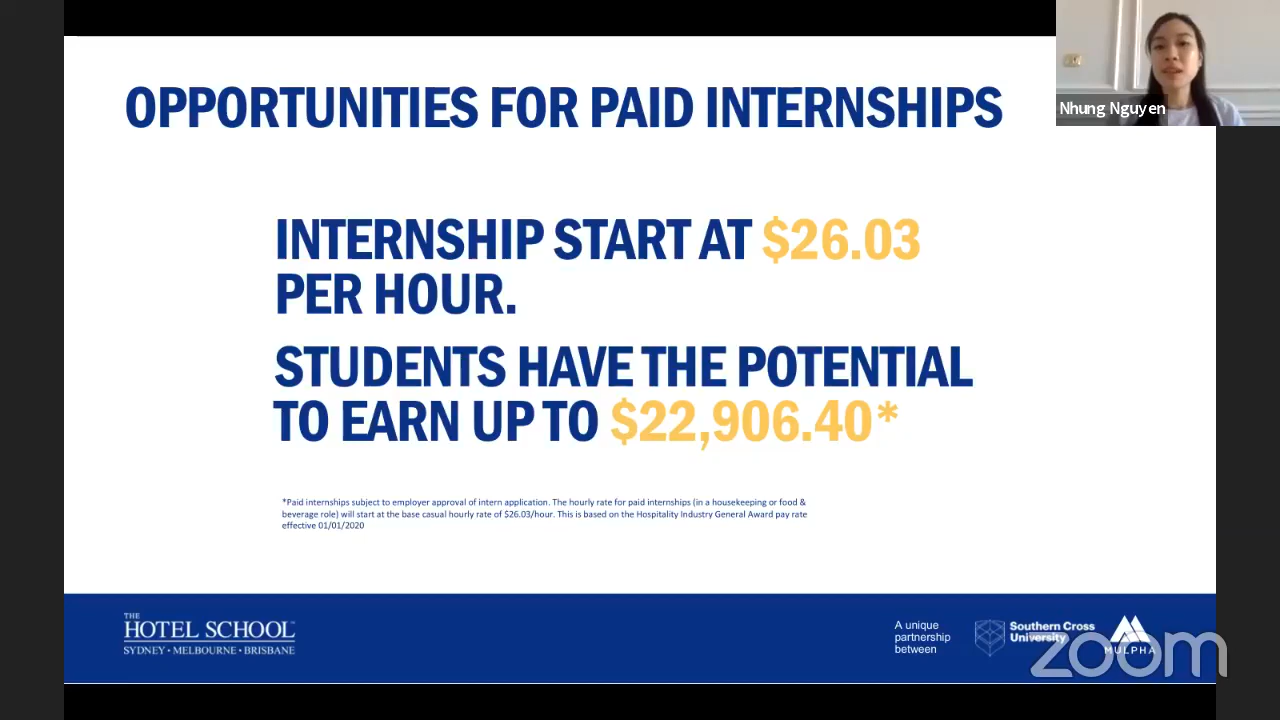 OPPORTUNITIES FOR PAID INTERNSHIPS
Nhung Nguyen
INTERNSHIP START AT $26.03
PER HOUR.
STUDENTS HAVE THE POTENTIAL
TO EARN UP TO $22,906.40*
*Paid internships subject to employer approval of intern application. The hourly rate for paid internships (in a housekeeping or food &
beverage role) will start at the base casual hourly rate of $26.03/hour. This is based on the Hospitality Industry General Award pay rate
effective 01/01/2020
THE
HOTEL SCHOOL
SYDNEY • MELBOURNE • BRISBANE
A unique
partnership
between
Southern Cross
University
MULPHA
zoom